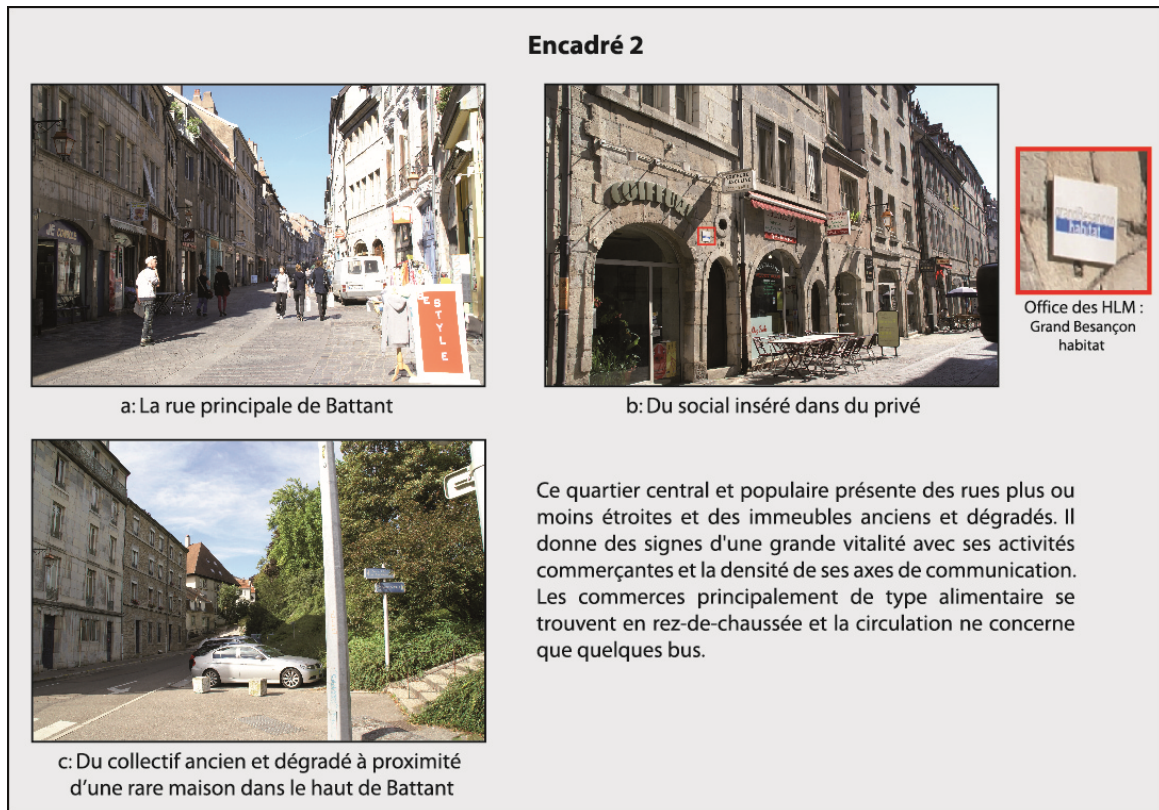 Encadré 2
COIFFURE
STYLE
grandBesançon
habitat
Office des HLM :
Grand Besançon
habitat
a: La rue principale de Battant
b: Du social inséré dans du privé
Ce quartier central et populaire présente des rues plus ou
moins étroites et des immeubles anciens et dégradés. Il
donne des signes d'une grande vitalité avec ses activités
commerçantes et la densité de ses axes de communication.
Les commerces principalement de type alimentaire se
trouvent en rez-de-chaussée et la circulation ne concerne
que quelques bus.
c: Du collectif ancien et dégradé à proximité
d’une rare maison dans le haut de Battant